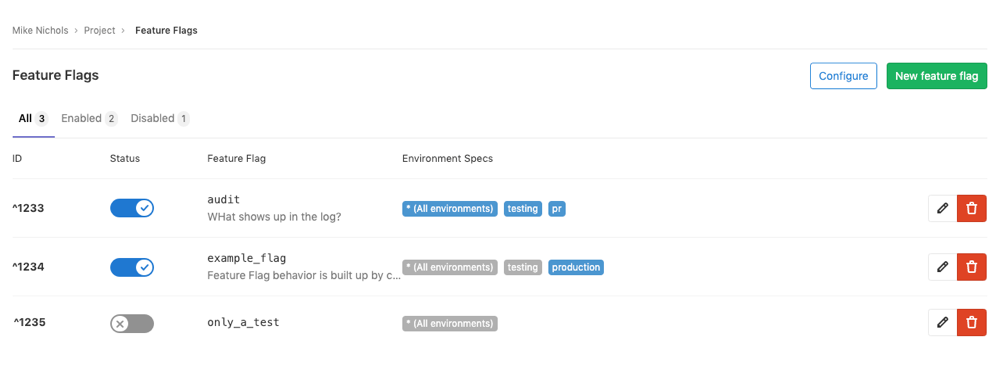 Mike Nichols › Project › Feature Flags
Feature Flags
Configure
New feature flag
All 3 Enabled 2 Disabled 1
ID Status Feature Flag Environment Specs
^1233 audit * (All environments) testing pr
WHat shows up in the log?
^1234 example_flag * (All environments) testing production
Feature Flag behavior is built up by c...
^1235 only_a_test * (All environments)